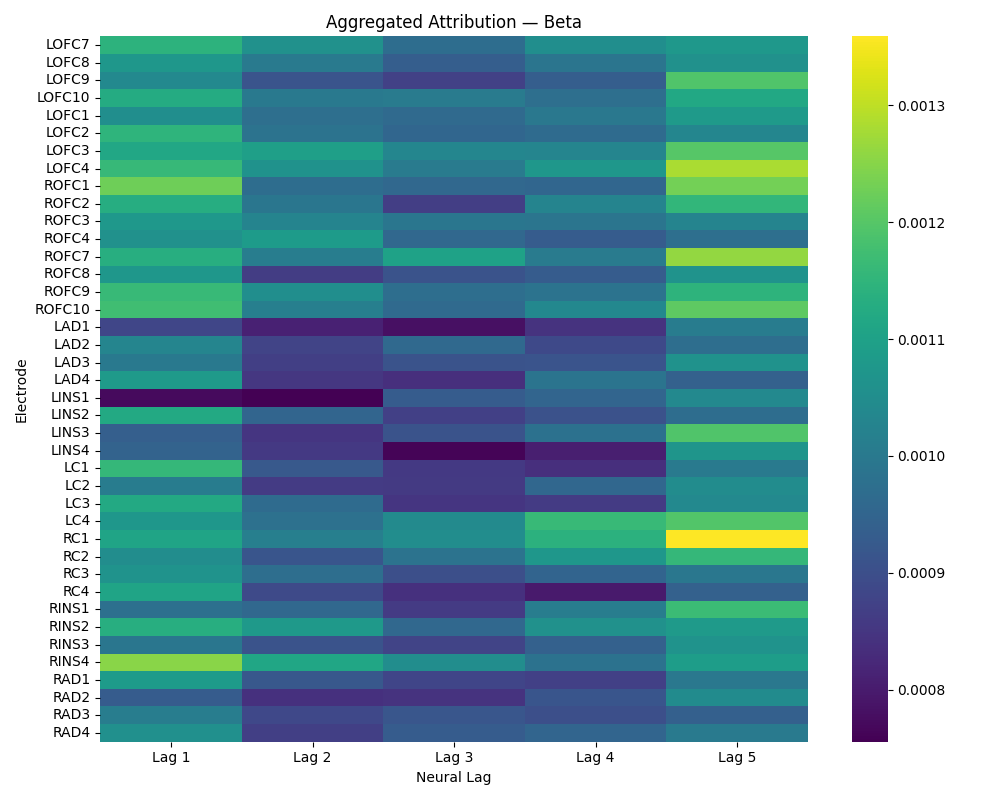 Aggregated Attribution — Beta
LOFC7
LOFC8
LOFC9
LOFC10
LOFC1
LOFC2
LOFC3
LOFC4
ROFC1
ROFC2
ROFC3
ROFC4
ROFC7
ROFC8
ROFC9
ROFC10
LAD1
LAD2
LAD3
LAD4
LINS1
LINS2
LINS3
LINS4
LC1
LC2
LC3
LC4
RC1
RC2
RC3
RC4
RINS1
RINS2
RINS3
RINS4
RAD1
RAD2
RAD3
RAD4
Electrode
Lag 1 Lag 2 Lag 3 Lag 4 Lag 5
Neural Lag
0.0013
0.0012
0.0011
0.0010
0.0009
0.0008